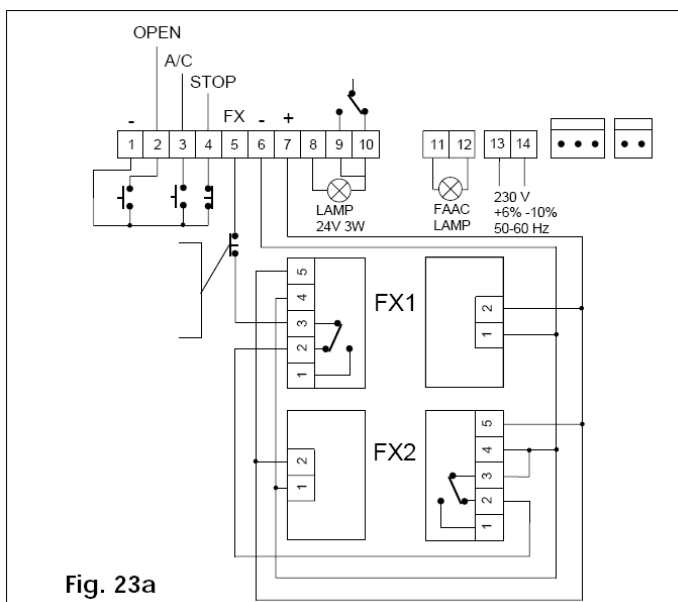 OPEN
A/C
STOP
- FX - +
1 2 3 4 5 6 7 8 9 10 11 12 13 14
LAMP
24V 3W
FAAC
LAMP
230 V
+6% -10%
50-60 Hz
5
4
3
2
1
FX1
2
1
2
1
FX2
5
4
3
2
1
Fig. 23a